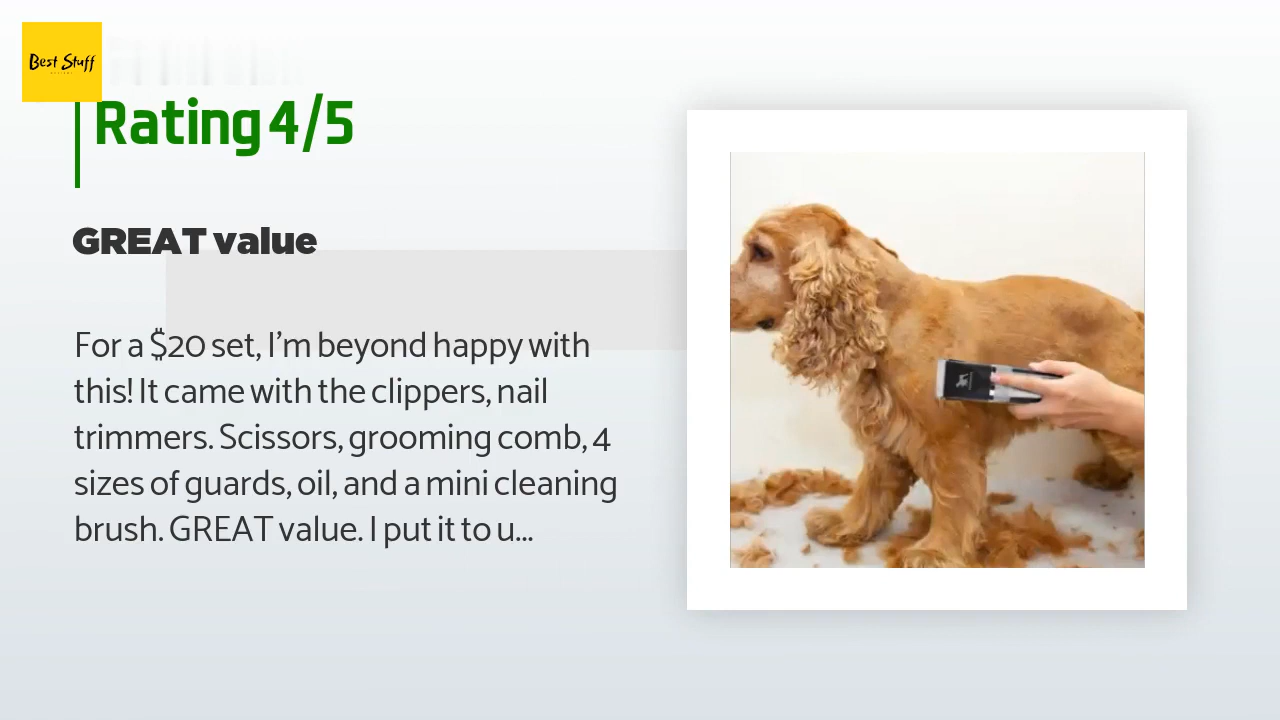 Best Stuff
Rating 4/5
GREAT value
For a $20 set, I'm beyond happy with
this! It came with the clippers, nail
trimmers. Scissors, grooming comb, 4
sizes of guards, oil, and a mini cleaning
brush. GREAT value. I put it to u...